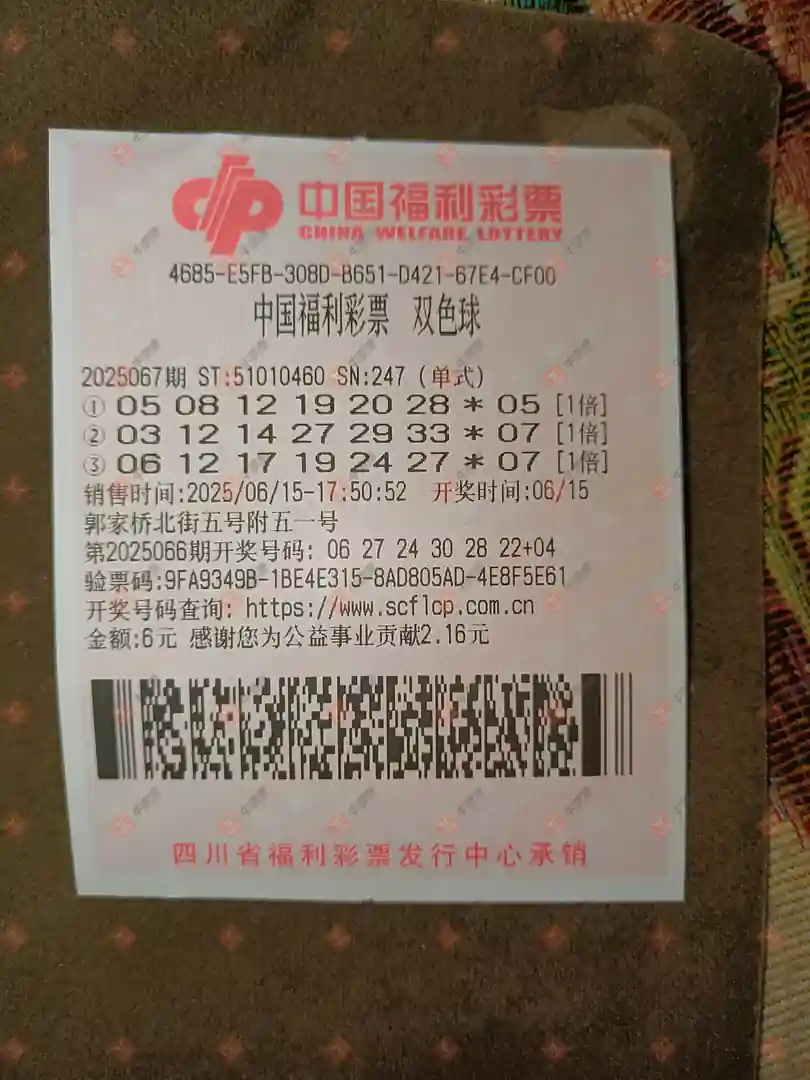 中国福利彩票
CHINA WELFARE LOTTERY
4685-E5FB-308D-B651-D421-67E4-CF00
中国福利彩票 双色球
2025067期 ST:51010460 SN:247 (单式)
① 05 08 12 19 20 28 * 05 [1倍]
② 03 12 14 27 29 33 * 07 [1倍]
③ 06 12 17 19 24 27 * 07 [1倍]
销售时间:2025/06/15-17:50:52 开奖时间:06/15
郭家桥北街五号附五一号
第2025066期开奖号码: 06 27 24 30 28 22+04
验票码:9FA9349B-1BE4E315-8AD805AD-4E8F5E61
开奖号码查询: https://www.scflcp.com.cn
金额:6元 感谢您为公益事业贡献2.16元
四川省福利彩票发行中心承销